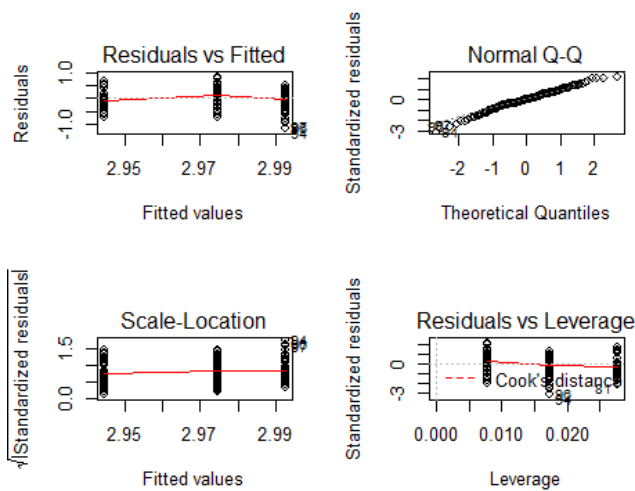 Residuals vs Fitted
Residuals
1.0
-1.0
2.95
2.97
2.99
Fitted values
Normal Q-Q
Standardized residuals
0
-3
-2
-1
0
1
2
Theoretical Quantiles
Scale-Location
√|Standardized residuals|
1.5
0.0
2.95
2.97
2.99
Fitted values
Residuals vs Leverage
Standardized residuals
0
-3
Cook's distance
81
0.000
0.010
0.020
Leverage